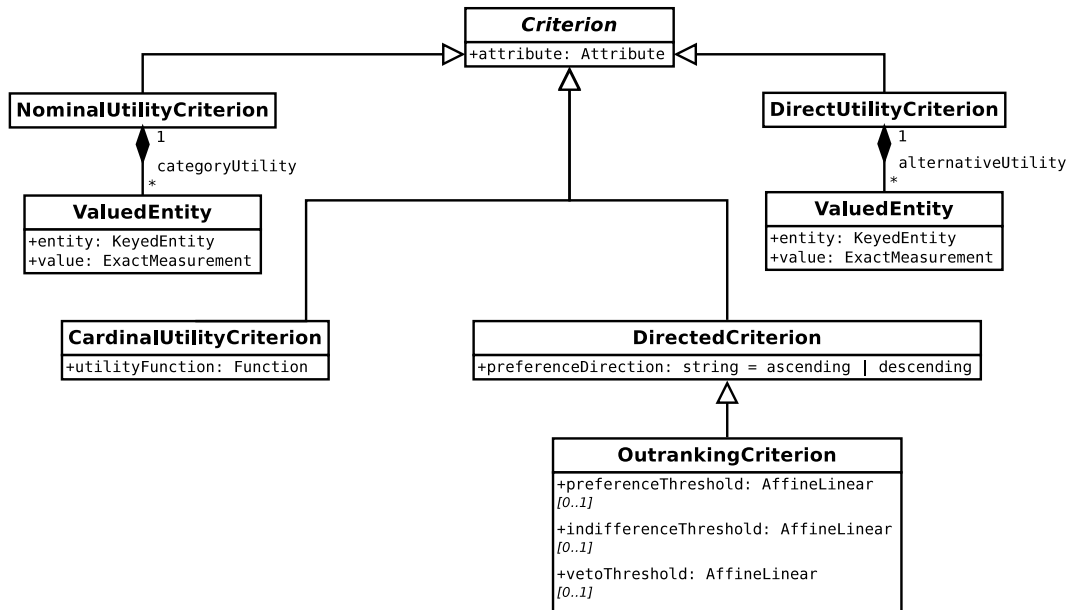 Criterion
+attribute: Attribute
NominalUtilityCriterion
DirectUtilityCriterion
1
categoryUtility
*
1
alternativeUtility
*
ValuedEntity
+entity: KeyedEntity
+value: ExactMeasurement
ValuedEntity
+entity: KeyedEntity
+value: ExactMeasurement
CardinalUtilityCriterion
+utilityFunction: Function
DirectedCriterion
+preferenceDirection: string = ascending | descending
OutrankingCriterion
+preferenceThreshold: AffineLinear
[0..1]
+indifferenceThreshold: AffineLinear
[0..1]
+vetoThreshold: AffineLinear
[0..1]